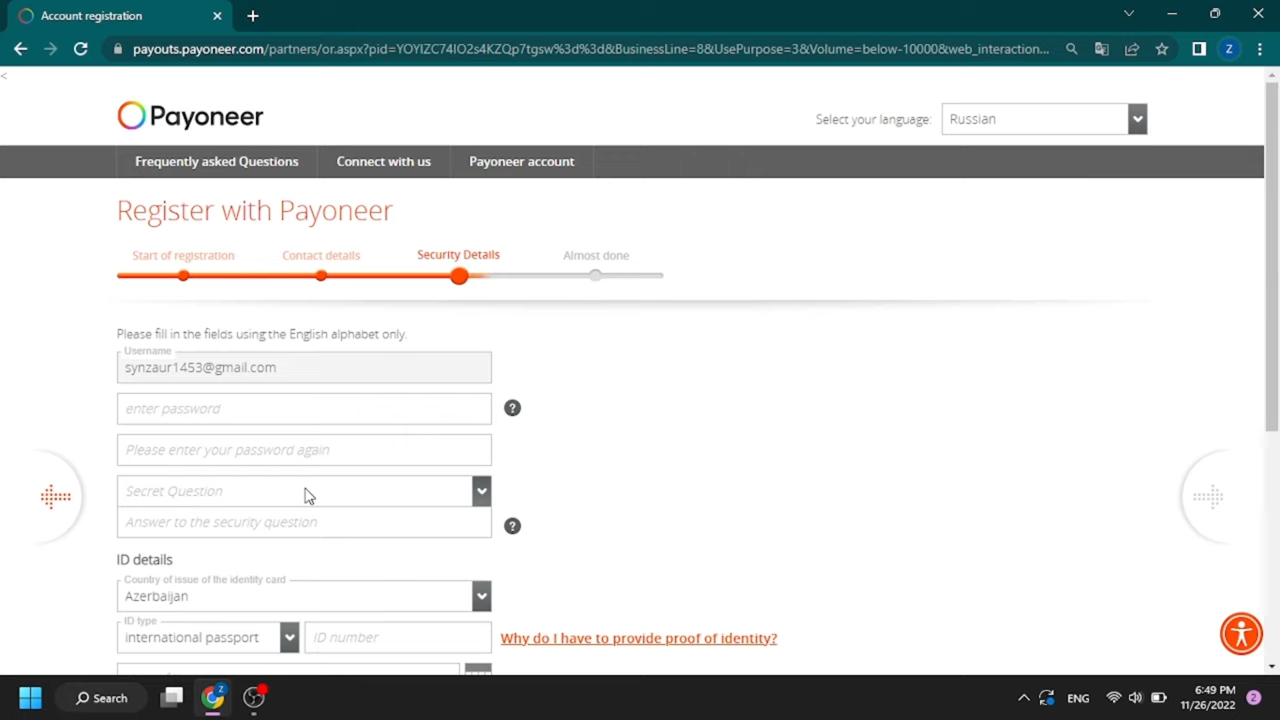 Account registration
payouts.payoneer.com/partners/or.aspx?pid=YOYIZC74IO2s4KZQp7tgsw%3d%3d&BusinessLine=8&UsePurpose=3&Volume=below-10000&web_interaction...
Z
<
Payoneer
Select your language:
Russian
Frequently asked Questions
Connect with us
Payoneer account
Register with Payoneer
Start of registration
Contact details
Security Details
Almost done
Please fill in the fields using the English alphabet only.
Username
synzaur1453@gmail.com
enter password
?
Please enter your password again
Secret Question
Answer to the security question
?
ID details
Country of issue of the identity card
Azerbaijan
ID type
international passport
ID number
Why do I have to provide proof of identity?
Search
Z
ENG
6:49 PM
11/26/2022
2